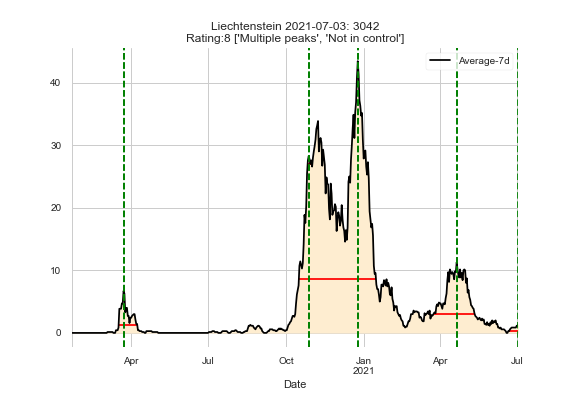 Liechtenstein 2021-07-03: 3042
Rating:8 ['Multiple peaks', 'Not in control']
Average-7d
40
30
20
10
0
Apr
Jul
Oct
Jan
2021
Apr
Jul
Date